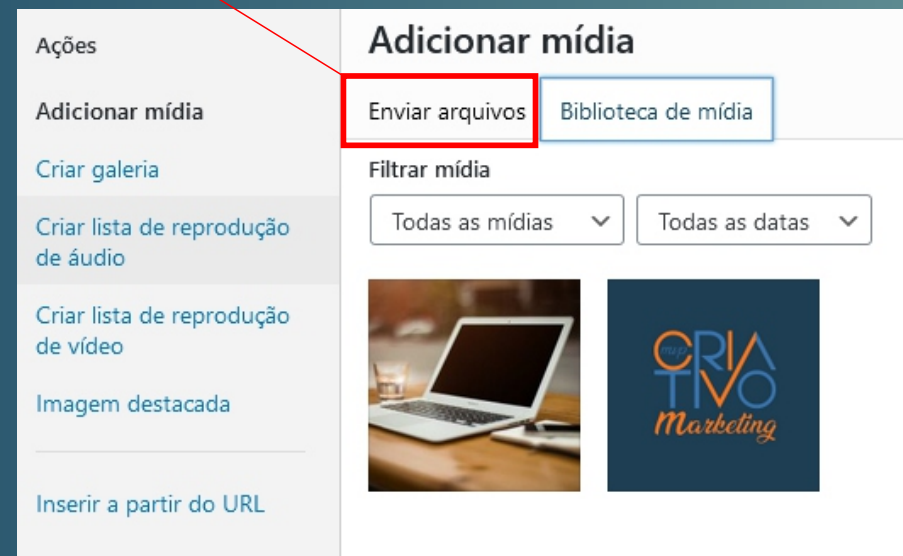 Ações
Adicionar mídia
Criar galeria
Criar lista de reprodução
de áudio
Criar lista de reprodução
de vídeo
Imagem destacada
Inserir a partir do URL
Adicionar mídia
Enviar arquivos
Biblioteca de mídia
Filtrar mídia
Todas as mídias
Todas as datas
mp
CRIA
TIVO
Marketing